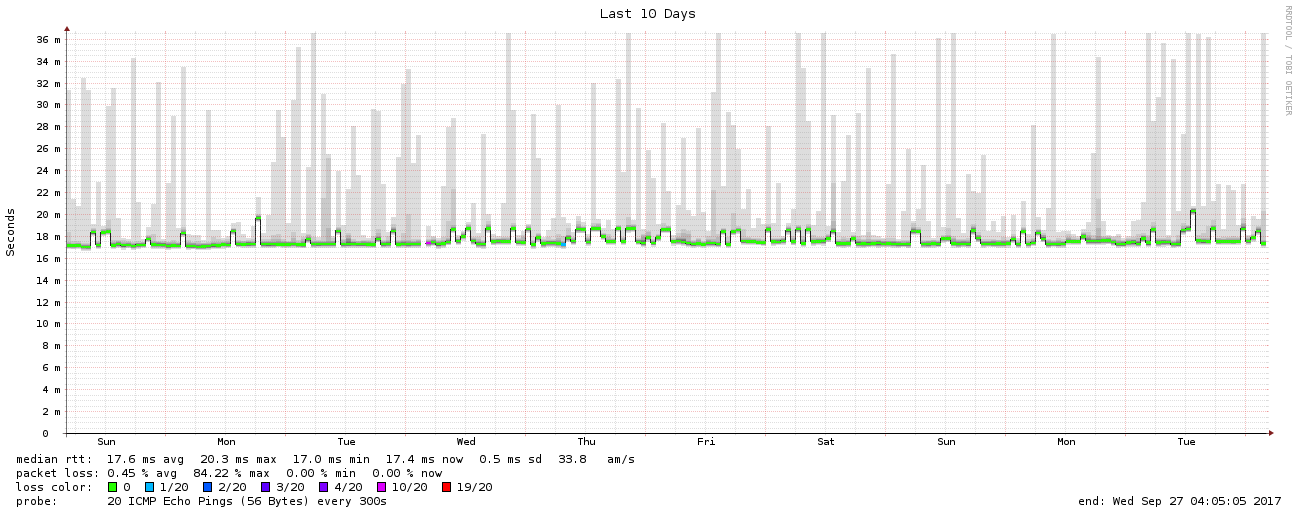 Last 10 Days
RRDTOOL / TOBI OETIKER
Seconds
36 m
34 m
32 m
30 m
28 m
26 m
24 m
22 m
20 m
18 m
16 m
14 m
12 m
10 m
8 m
6 m
4 m
2 m
0
Sun Mon Tue Wed Thu Fri Sat Sun Mon Tue
median rtt: 17.6 ms avg 20.3 ms max 17.0 ms min 17.4 ms now 0.5 ms sd 33.8 am/s
packet loss: 0.45 % avg 84.22 % max 0.00 % min 0.00 % now
loss color: 0 1/20 2/20 3/20 4/20 10/20 19/20
probe: 20 ICMP Echo Pings (56 Bytes) every 300s
end: Wed Sep 27 04:05:05 2017